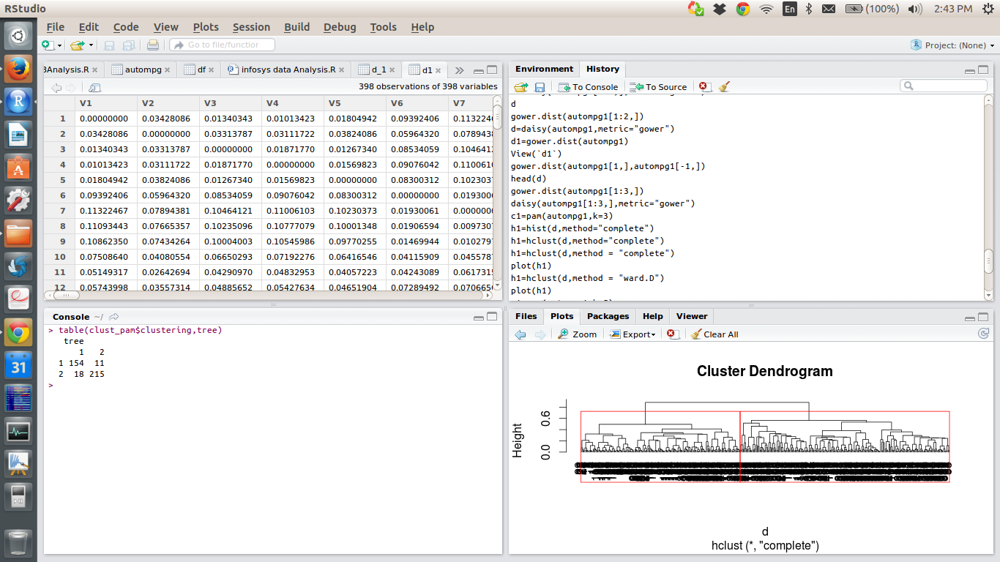 RStudio
En
(100%)
2:43 PM
File Edit Code View Plots Session Build Debug Tools Help
Go to file/function
Project: (None)
BAnalysis.R autompg df infosys data Analysis.R d_1 d1
398 observations of 398 variables
V1 V2 V3 V4 V5 V6 V7
1 0.00000000 0.03428086 0.01340343 0.01013423 0.01804942 0.09392406 0.1132246
2 0.03428086 0.00000000 0.03313787 0.03111722 0.03824086 0.05964320 0.0789438
3 0.01340343 0.03313787 0.00000000 0.01871770 0.01267340 0.08534059 0.1046412
4 0.01013423 0.03111722 0.01871770 0.00000000 0.01569823 0.09076042 0.1100610
5 0.01804942 0.03824086 0.01267340 0.01569823 0.00000000 0.08300312 0.1023037
6 0.09392406 0.05964320 0.08534059 0.09076042 0.08300312 0.00000000 0.0193006
7 0.11322467 0.07894381 0.10464121 0.11006103 0.10230373 0.01930061 0.0000000
8 0.11093443 0.07665357 0.10235096 0.10777079 0.10001348 0.01906594 0.0097307
9 0.10862350 0.07434264 0.10004003 0.10545986 0.09770255 0.01469944 0.0102797
10 0.07508640 0.04080554 0.06650293 0.07192276 0.06416546 0.04115909 0.0455787
11 0.05149317 0.02642694 0.04290970 0.04832953 0.04057223 0.04243089 0.0617315
12 0.05743998 0.03557314 0.04885652 0.05427634 0.04651904 0.07289492 0.0706656
Environment History
To Console To Source
d
gower.dist(autompg1[1:2,])
d=daisy(autompg1,metric="gower")
d1=gower.dist(autompg1)
View(`d1`)
gower.dist(autompg1[1,],autompg1[-1,])
head(d)
gower.dist(autompg1[1:3,])
daisy(autompg1[1:3,],metric="gower")
c1=pam(autompg1,k=3)
h1=hist(d,method="complete")
h1=hclust(d,method="complete")
h1=hclust(d,method = "complete")
plot(h1)
h1=hclust(d,method = "ward.D")
plot(h1)
Console ~/
> table(clust_pam$clustering,tree)
tree
1 2
1 154 11
2 18 215
>
Files Plots Packages Help Viewer
Zoom Export Clear All
Cluster Dendrogram
Height
0.0 0.6
d
hclust (*, "complete")
31